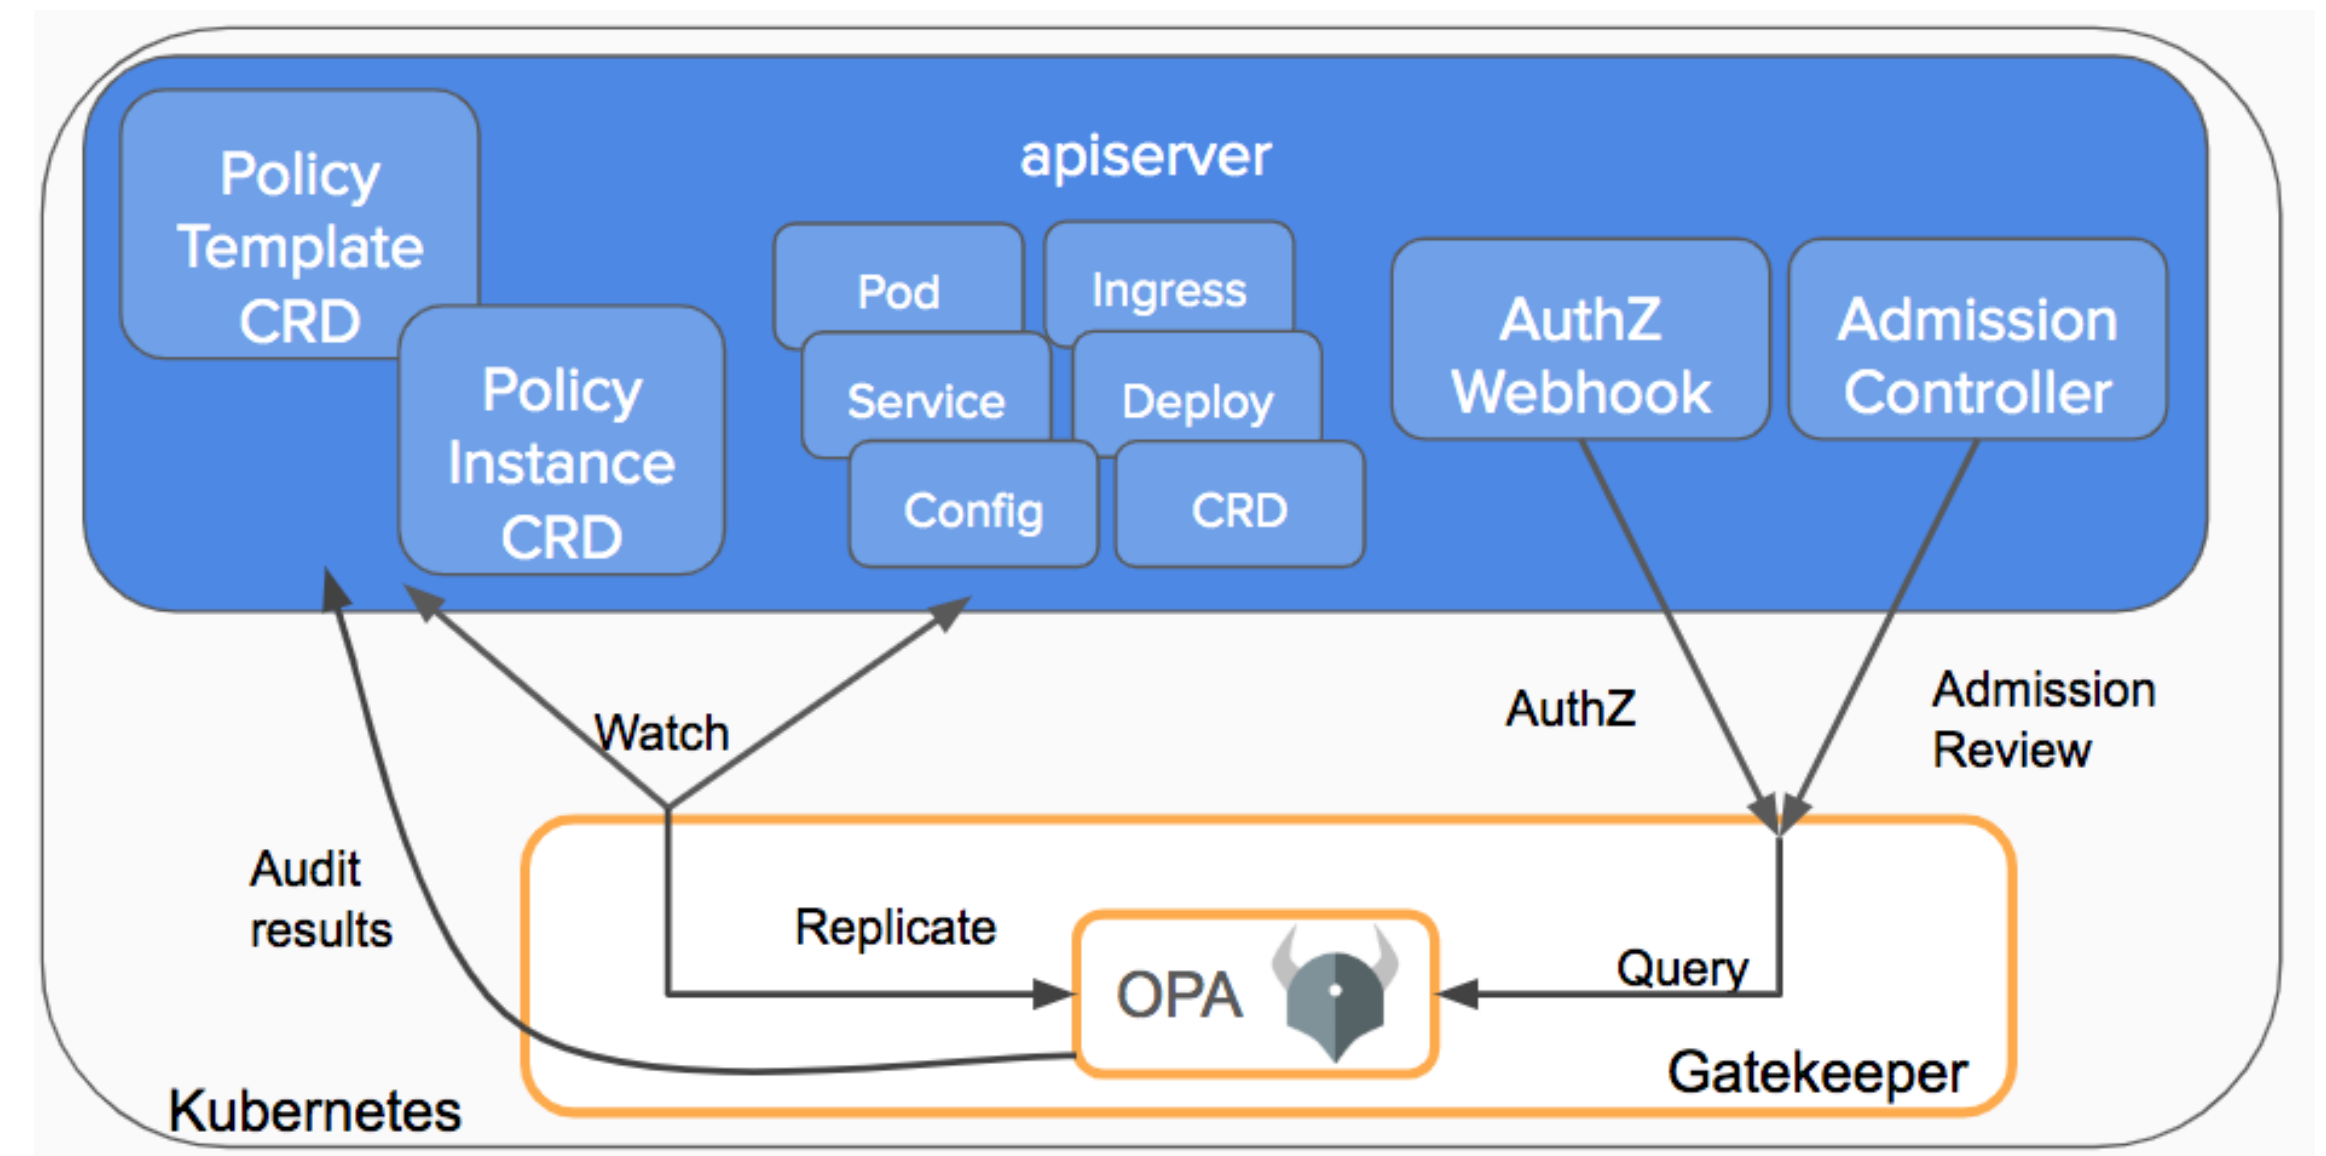 Policy
Template
CRD
Policy
Instance
CRD
apiserver
Pod
Ingress
Service
Deploy
Config
CRD
AuthZ
Webhook
Admission
Controller
Watch
AuthZ
Admission
Review
Audit
results
Replicate
OPA
Query
Gatekeeper
Kubernetes